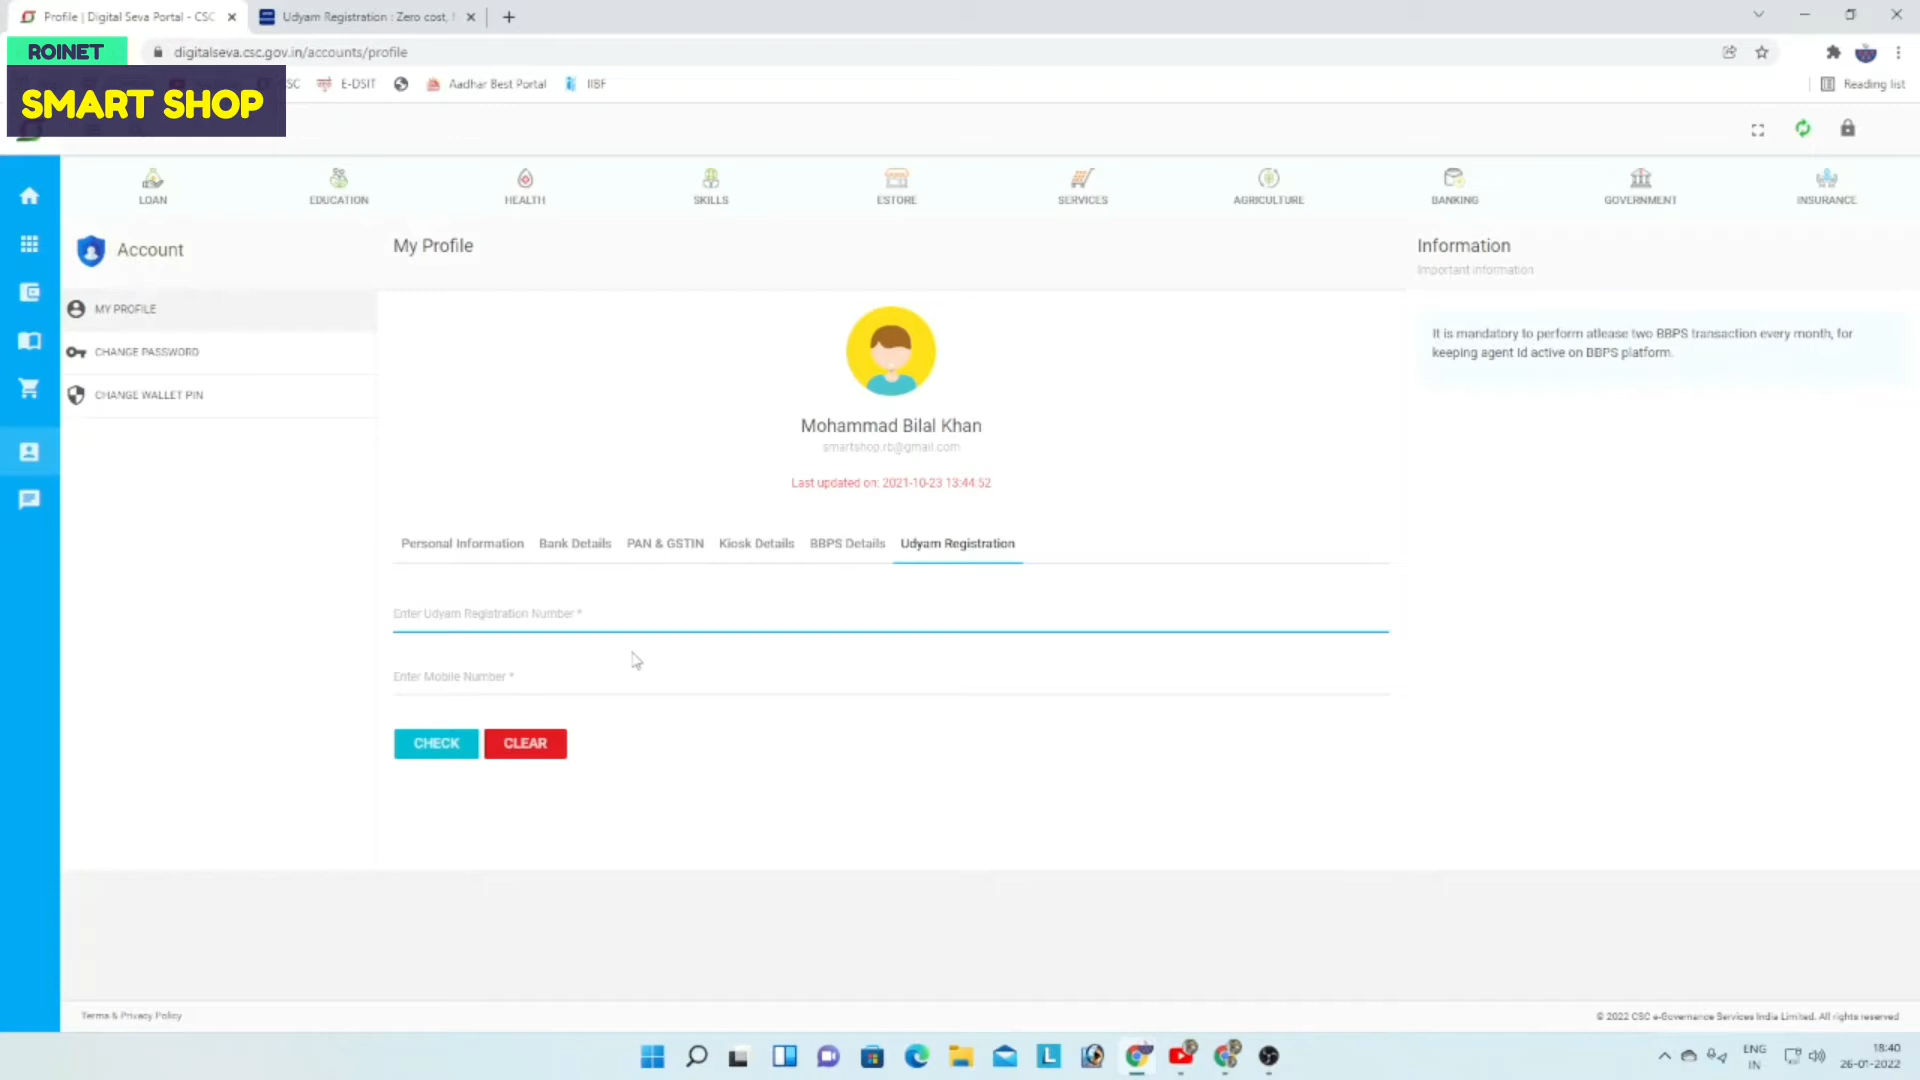 Profile | Digital Seva Portal - CSC
Udyam Registration : Zero cost,
ROINET
digitalseva.csc.gov.in/accounts/profile
SMART SHOP
E-DSIT
Aadhar Best Portal
IIBF
Reading list
LOAN
EDUCATION
HEALTH
SKILLS
ESTORE
SERVICES
AGRICULTURE
BANKING
GOVERNMENT
INSURANCE
Account
My Profile
Information
Important information
MY PROFILE
CHANGE PASSWORD
CHANGE WALLET PIN
It is mandatory to perform atlease two BBPS transaction every month, for
keeping agent Id active on BBPS platform.
Mohammad Bilal Khan
smartshop.rb@gmail.com
Last updated on: 2021-10-23 13:44:52
Personal Information
Bank Details
PAN & GSTIN
Kiosk Details
BBPS Details
Udyam Registration
Enter Udyam Registration Number *
Enter Mobile Number *
CHECK
CLEAR
Terms & Privacy Policy
© 2022 CSC e-Governance Services India Limited. All rights reserved
L
ENG
IN
18:40
26-01-2022